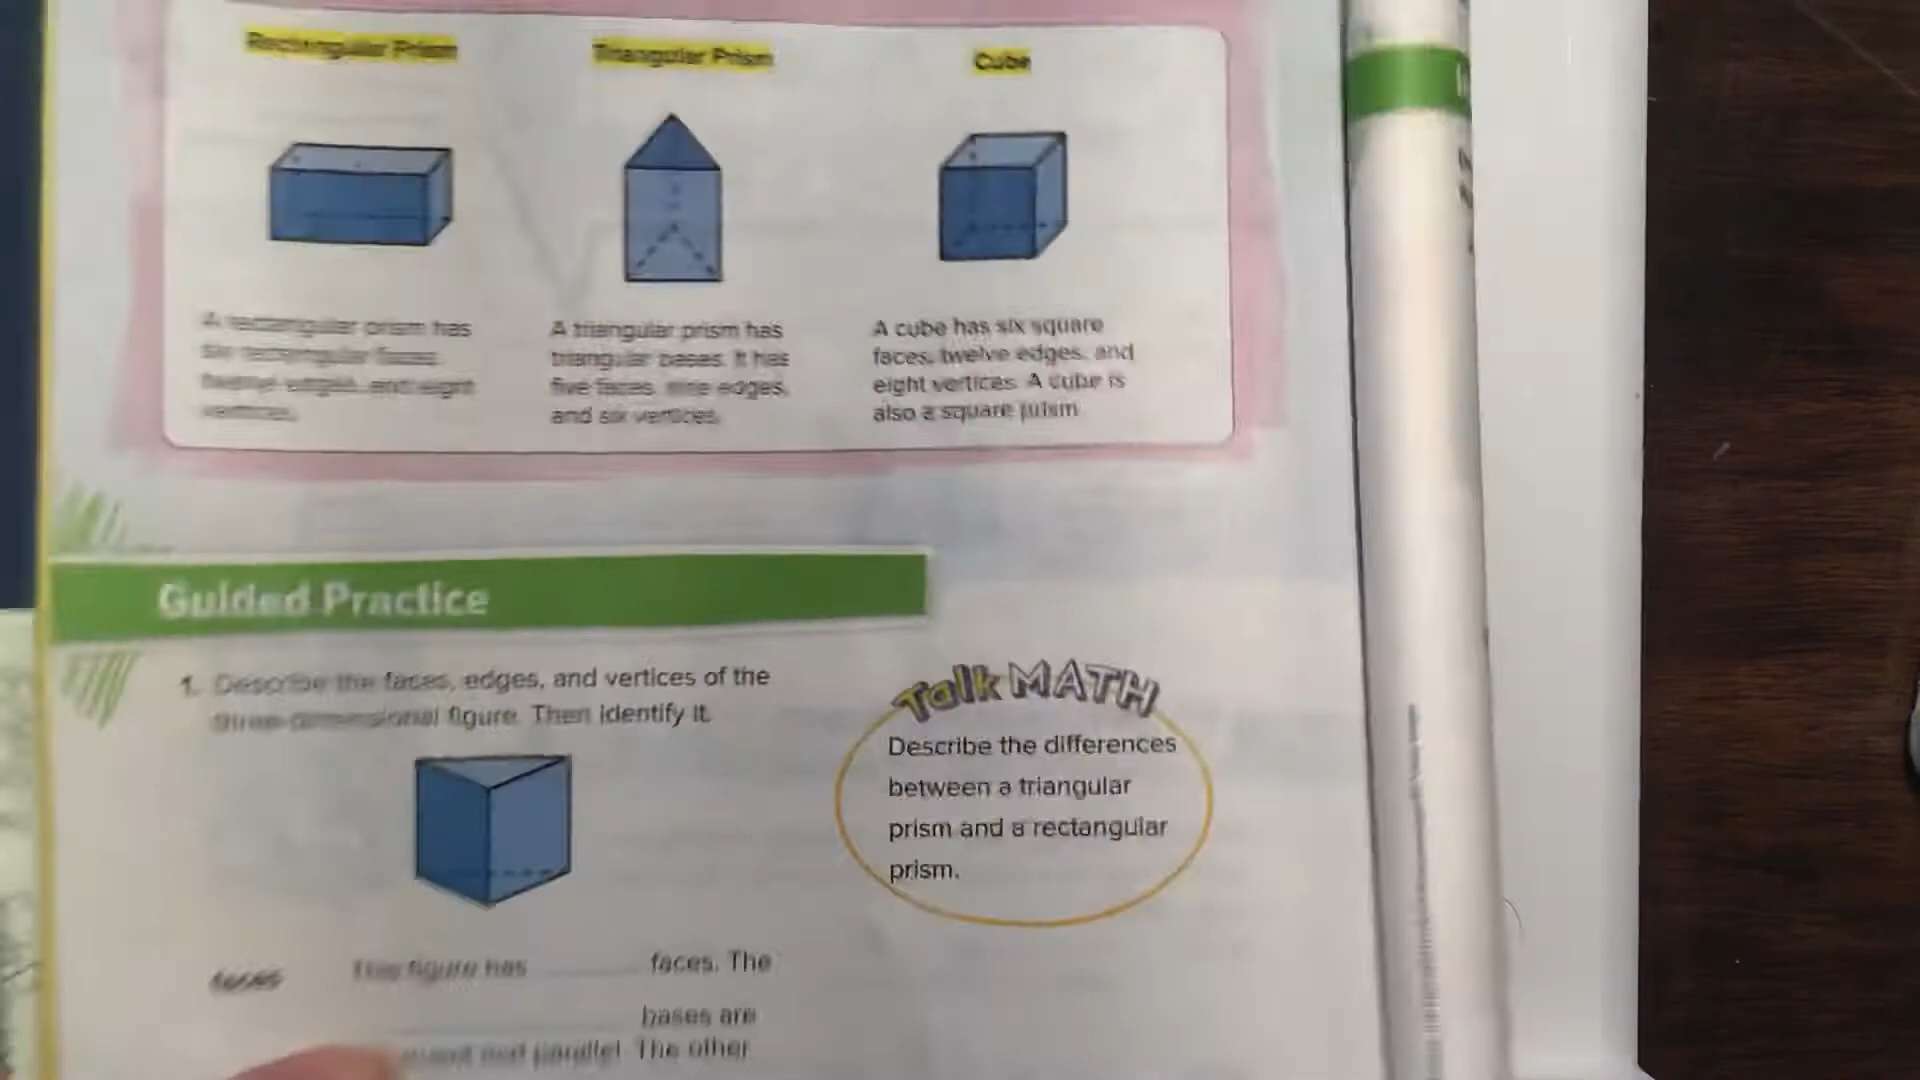 Rectangular Prism
Triangular Prism
Cube
A rectangular prism has
six rectangular faces,
twelve edges, and eight
vertices.
A triangular prism has
triangular bases. It has
five faces, nine edges,
and six vertices.
A cube has six square
faces, twelve edges, and
eight vertices. A cube is
also a square prism.
Guided Practice
1. Describe the faces, edges, and vertices of the
three-dimensional figure. Then identify it.
Talk MATH
Describe the differences
between a triangular
prism and a rectangular
prism.
faces
This figure has faces. The
bases are
and parallel. The other